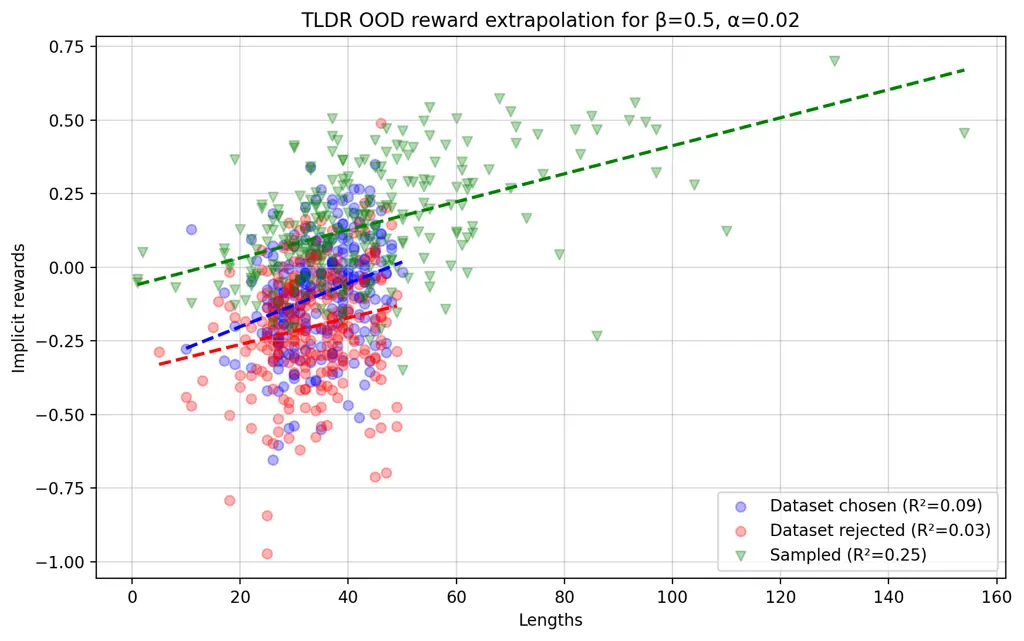 TLDR OOD reward extrapolation for β=0.5, α=0.02
Implicit rewards
0.75
0.50
0.25
0.00
−0.25
−0.50
−0.75
−1.00
0 20 40 60 80 100 120 140 160
Lengths
Dataset chosen (R²=0.09)
Dataset rejected (R²=0.03)
Sampled (R²=0.25)